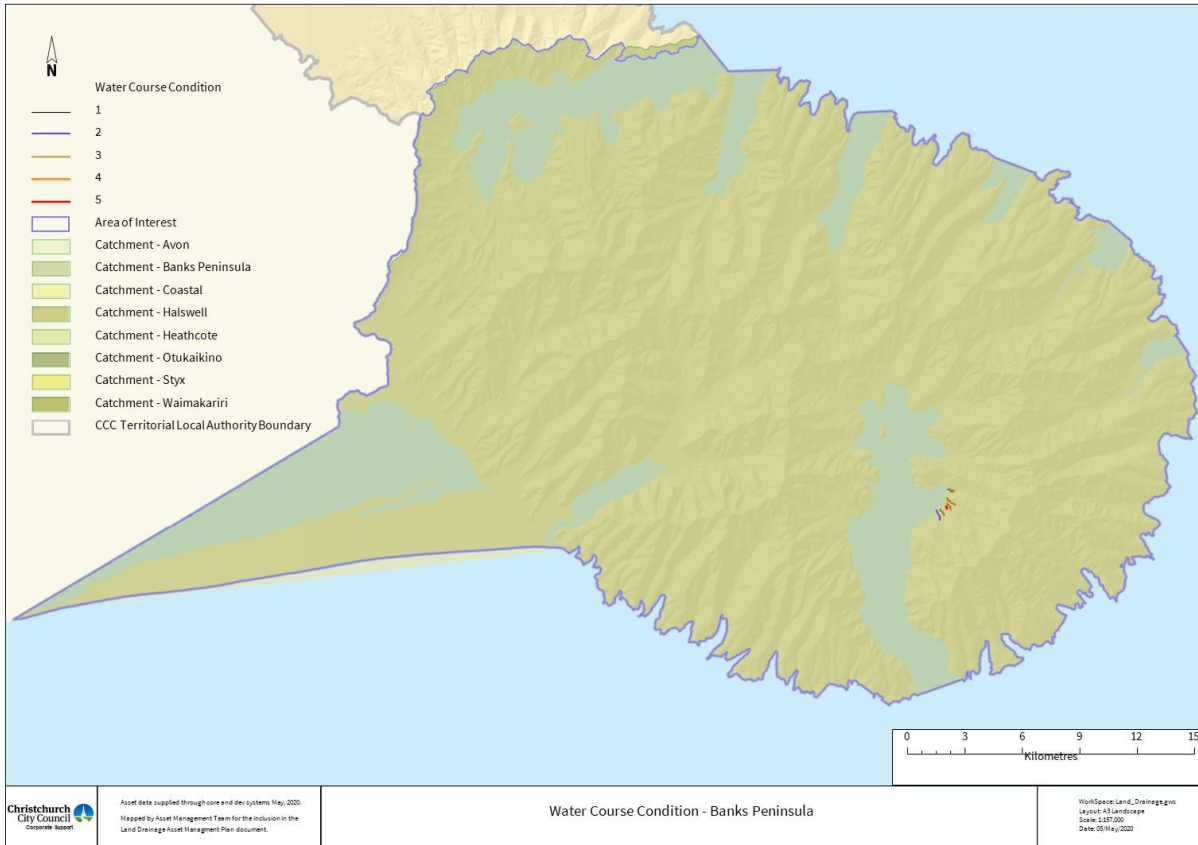 N
Water Course Condition
1
2
3
4
5
Area of Interest
Catchment - Avon
Catchment - Banks Peninsula
Catchment - Coastal
Catchment - Halswell
Catchment - Heathcote
Catchment - Otukaikino
Catchment - Styx
Catchment - Waimakariri
CCC Territorial Local Authority Boundary
0 3 6 9 12 15
Kilometres
Christchurch
City Council
Corporate Support
Asset data supplied through core and dev systems May, 2020.
Mapped by Asset Management Team for the inclusion in the
Land Drainage Asset Managment Plan document.
Water Course Condition - Banks Peninsula
WorkSpace: Land_Drainage.gws
Layout: A3 Landscape
Scale: 1:157,000
Date: 05/May/2020